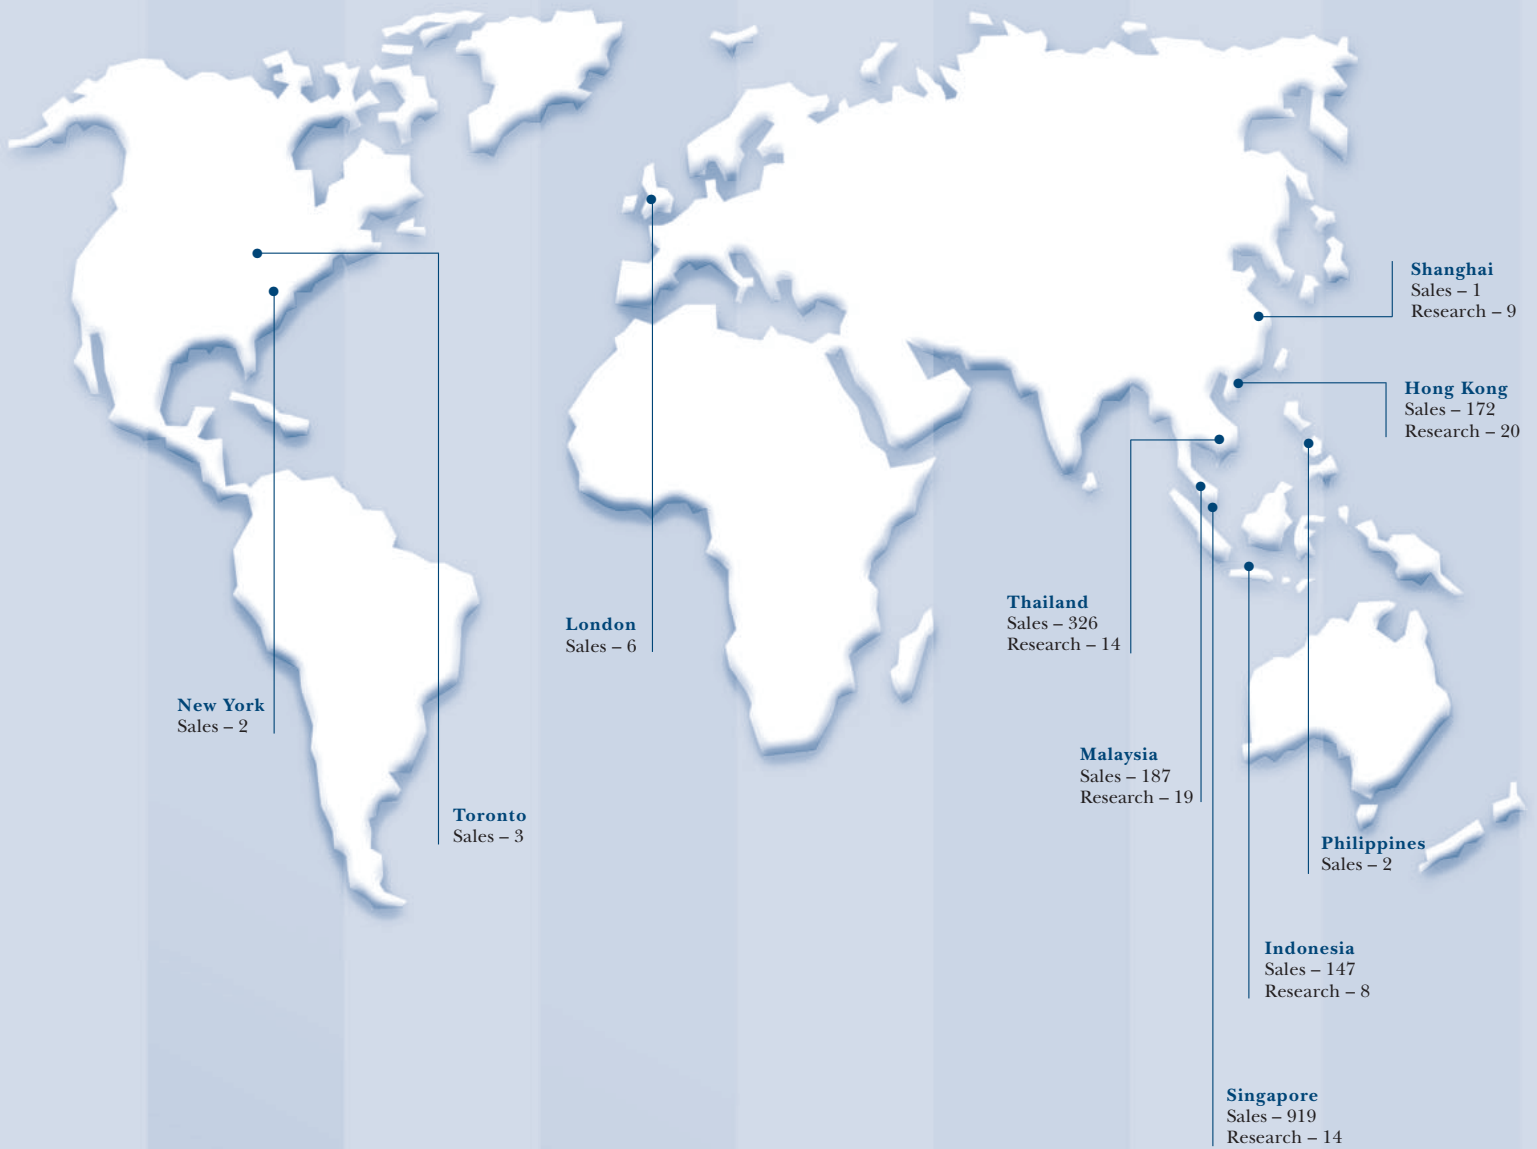 Shanghai
Sales – 1
Research – 9
Hong Kong
Sales – 172
Research – 20
Thailand
Sales – 326
Research – 14
London
Sales – 6
New York
Sales – 2
Malaysia
Sales – 187
Research – 19
Toronto
Sales – 3
Philippines
Sales – 2
Indonesia
Sales – 147
Research – 8
Singapore
Sales – 919
Research – 14